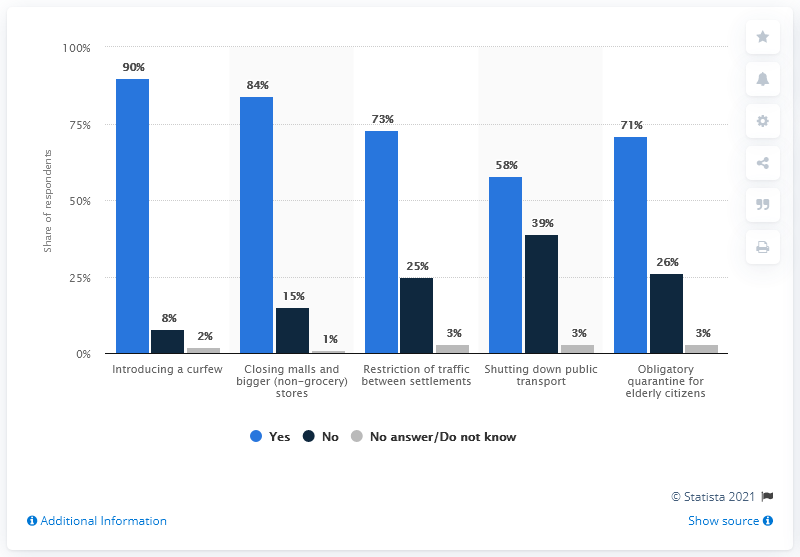 100%
75%
50%
25%
0%
Share of respondents
90%
8%
2%
84%
15%
1%
73%
25%
3%
58%
39%
3%
71%
26%
3%
Introducing a curfew
Closing malls and
bigger (non-grocery)
stores
Restriction of traffic
between settlements
Shutting down public
transport
Obligatory
quarantine for
elderly citizens
Yes No No answer/Do not know
© Statista 2021
Additional Information
Show source